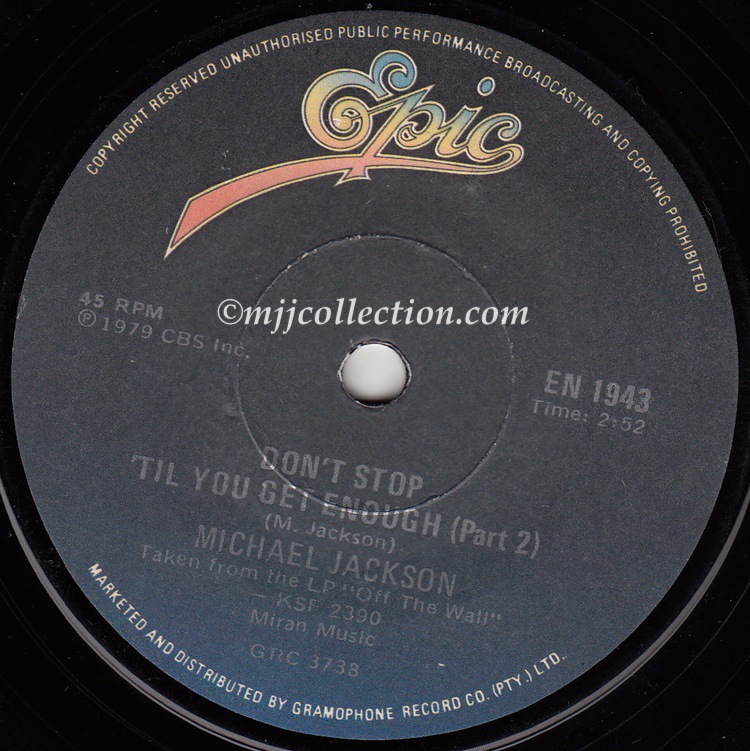 COPYRIGHT RESERVED UNAUTHORISED PUBLIC PERFORMANCE BROADCASTING AND COPYING PROHIBITED
Epic
45 RPM
℗ 1979 CBS Inc.
©mjjcollection.com
EN 1943
Time: 2:52
DON'T STOP
'TIL YOU GET ENOUGH (Part 2)
(M. Jackson)
MICHAEL JACKSON
Taken from the LP "Off The Wall"
— KSF 2390
Miran Music
GRC 3738
MARKETED AND DISTRIBUTED BY GRAMOPHONE RECORD CO. (PTY.) LTD.